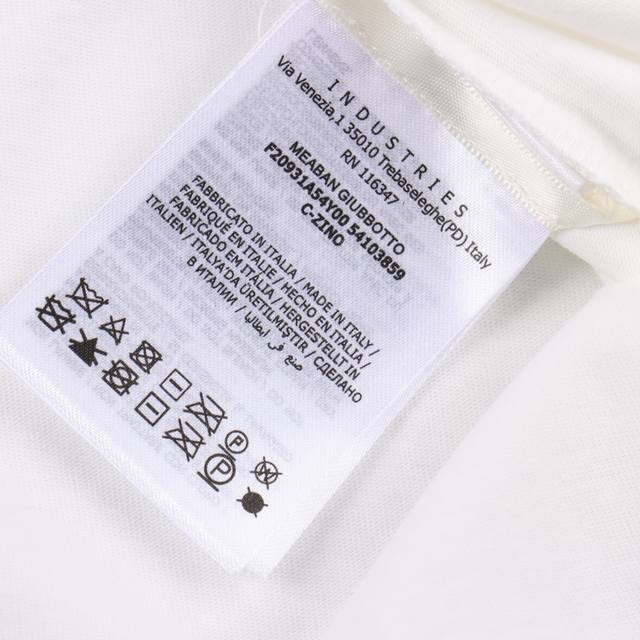 INDUSTRIES
Via Venezia,1 35010 Trebaseleghe(PD) Italy
RN 116347
MEABAN GIUBBOTTO
F20931A54Y00 54103859
C-ZINO
FABBRICATO IN ITALIA / MADE IN ITALY /
FABRIQUÉ EN ITALIE / HECHO EN ITALIA /
FABRICADO EN ITÁLIA / HERGESTELLT IN
ITALIEN / ITALYA'DA ÜRETILMIŞTIR / СДЕЛАНО
В ИТАЛИИ / صنع في ايطاليا